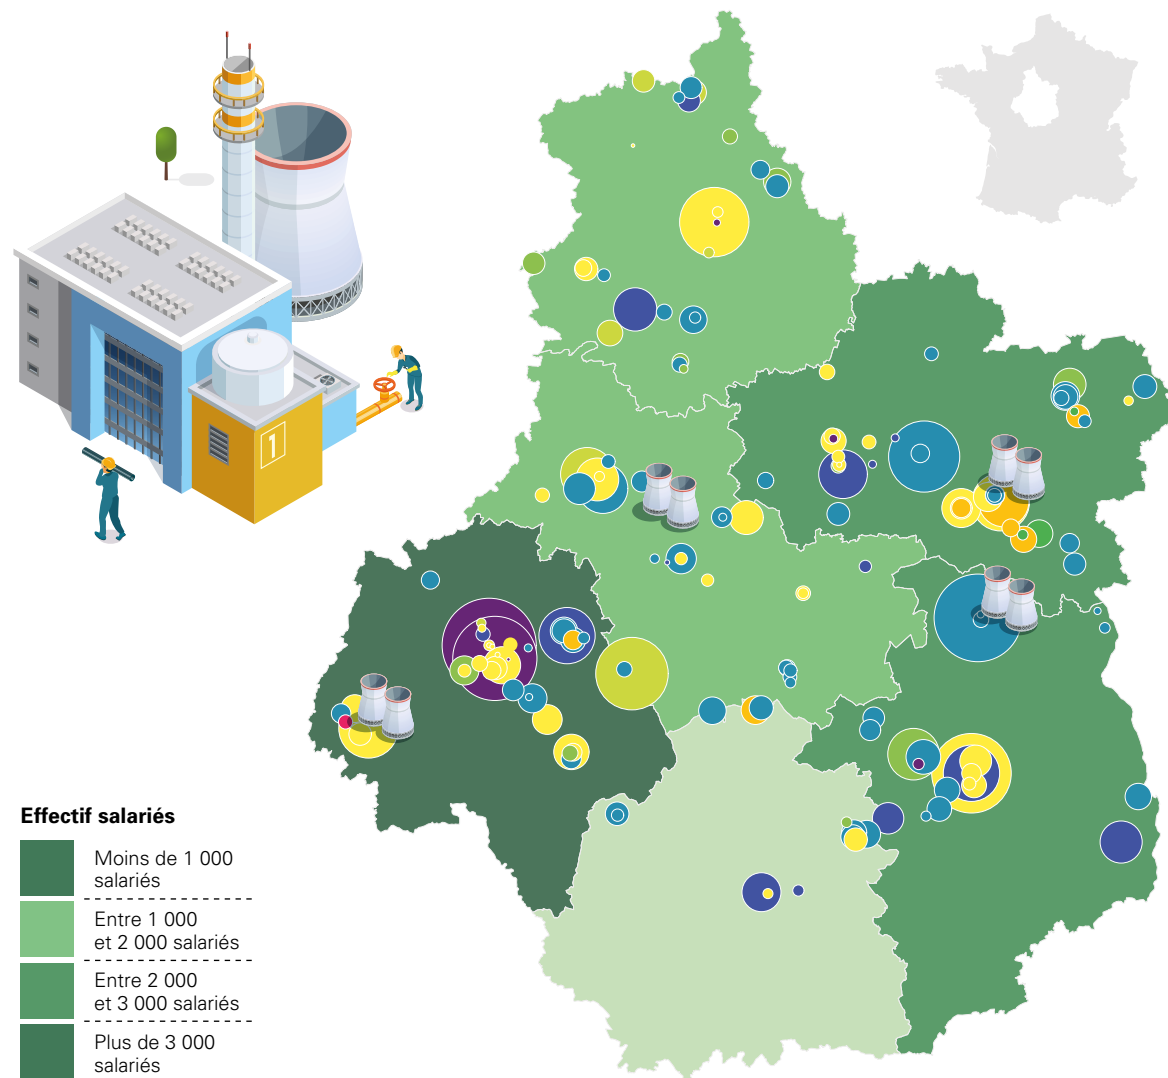 1
Effectif salariés
Moins de 1 000
salariés
Entre 1 000
et 2 000 salariés
Entre 2 000
et 3 000 salariés
Plus de 3 000
salariés